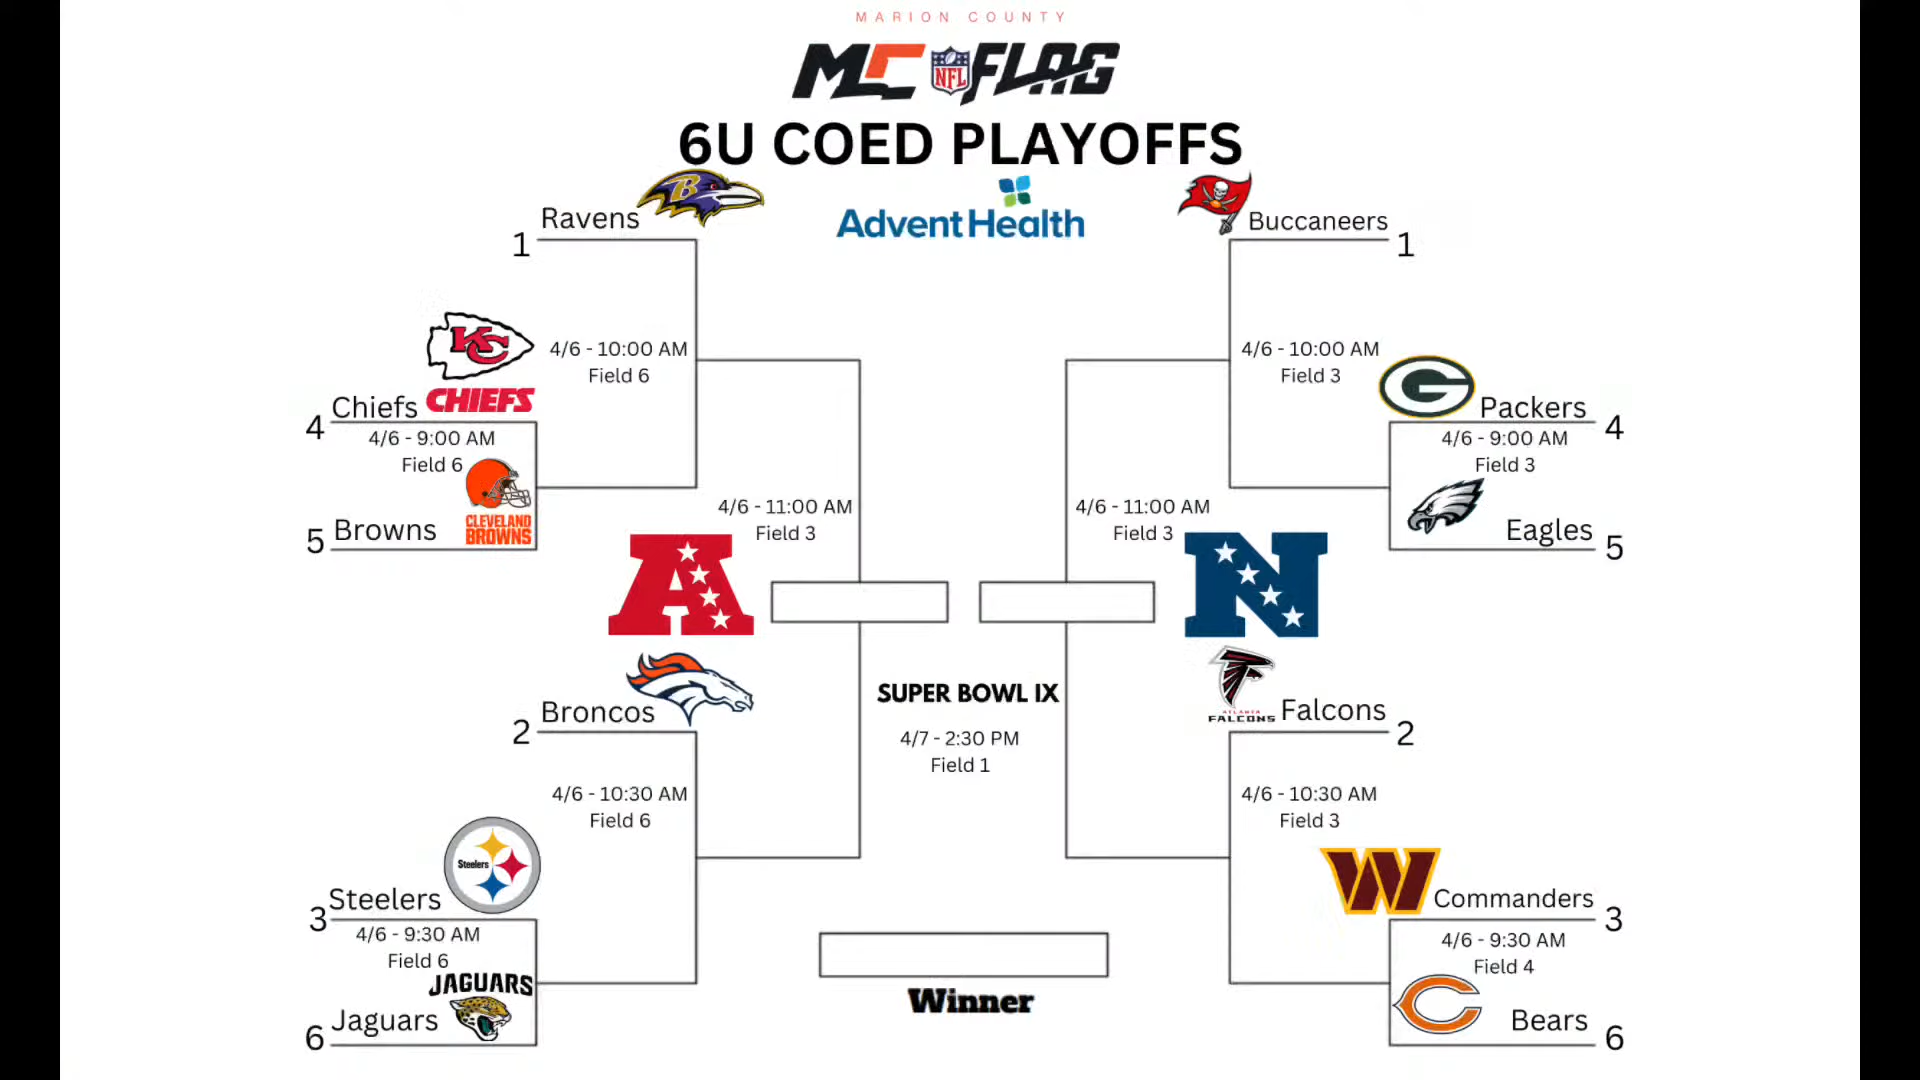 MARION COUNTY
MC NFL FLAG
6U COED PLAYOFFS
AdventHealth
Ravens
1
B
Buccaneers
1
KC
CHIEFS
4/6 - 10:00 AM
Field 6
Chiefs
4
4/6 - 9:00 AM
Field 6
CLEVELAND
BROWNS
Browns
5
4/6 - 11:00 AM
Field 3
A
4/6 - 10:00 AM
Field 3
G
Packers
4
4/6 - 9:00 AM
Field 3
Eagles
5
4/6 - 11:00 AM
Field 3
N
Broncos
2
SUPER BOWL IX
4/7 - 2:30 PM
Field 1
ATLANTA
FALCONS
Falcons
2
4/6 - 10:30 AM
Field 6
Steelers
Steelers
3
4/6 - 9:30 AM
Field 6
JAGUARS
Jaguars
6
4/6 - 10:30 AM
Field 3
W
Commanders
3
4/6 - 9:30 AM
Field 4
C
Bears
6
Winner